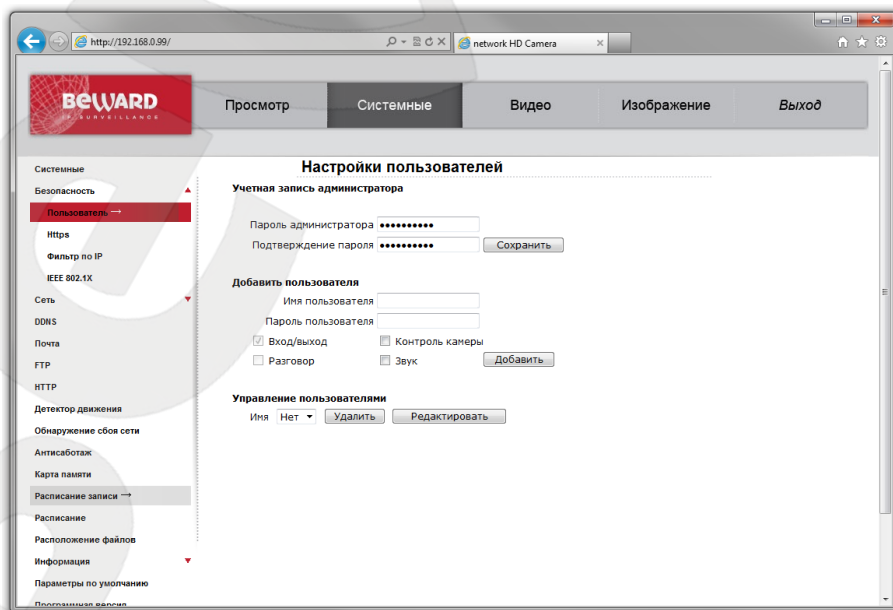 http://192.168.0.99/
network HD Camera
BEWARD
IP SURVEILLANCE
Просмотр
Системные
Видео
Изображение
Выход
Системные
Безопасность
Пользователь →
Https
Фильтр по IP
IEEE 802.1X
Сеть
DDNS
Почта
FTP
HTTP
Детектор движения
Обнаружение сбоя сети
Антисаботаж
Карта памяти
Расписание записи →
Расписание
Расположение файлов
Информация
Параметры по умолчанию
Программная версия
Настройки пользователей
Учетная запись администратора
Пароль администратора ••••••••••
Подтверждение пароля •••••••••• Сохранить
Добавить пользователя
Имя пользователя
Пароль пользователя
Вход/выход Контроль камеры
Разговор Звук Добавить
Управление пользователями
Имя Нет Удалить Редактировать